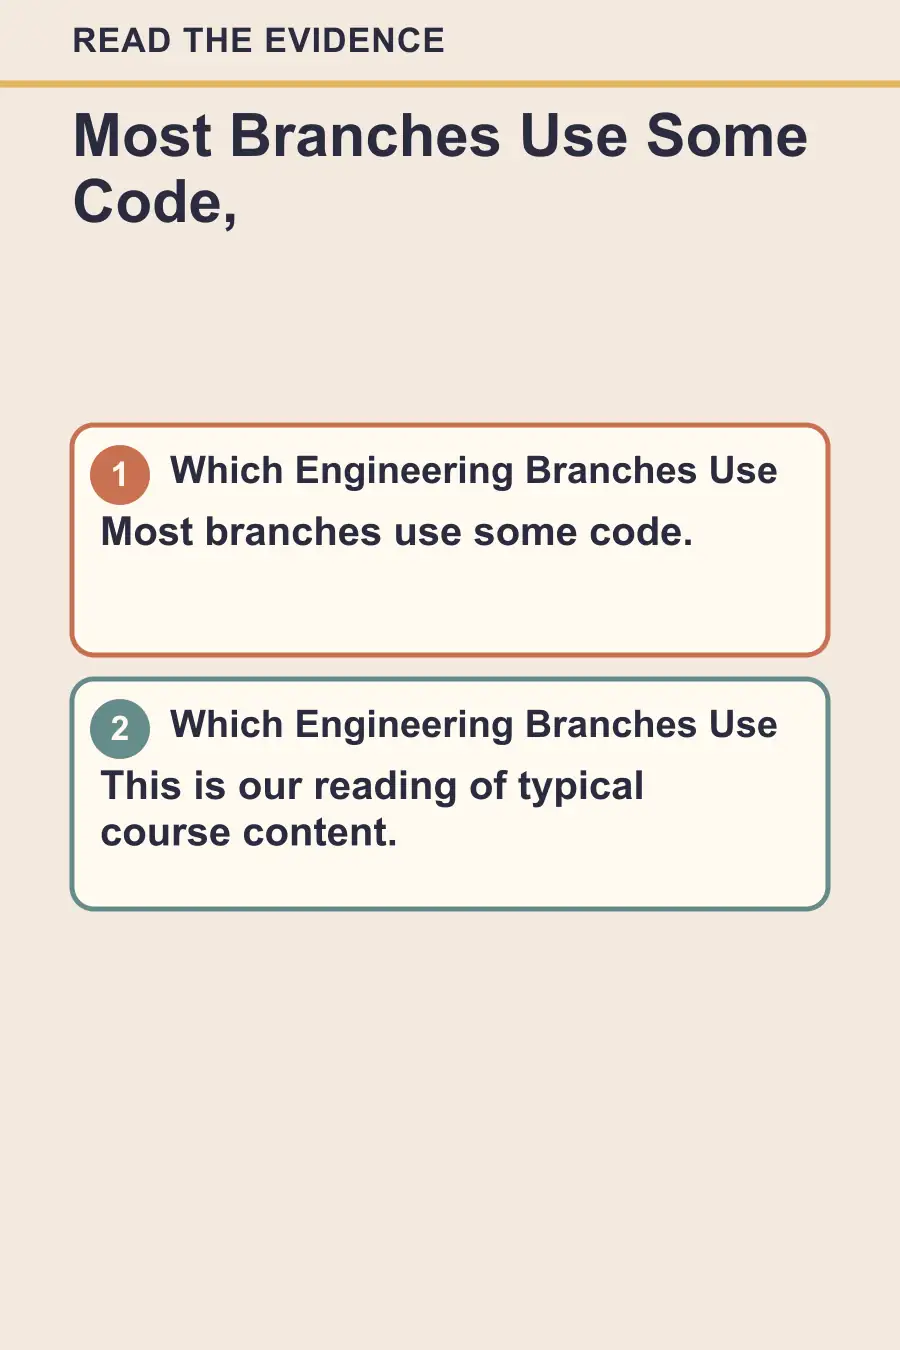 READ THE EVIDENCE
Most Branches Use Some
Code,
1 Which Engineering Branches Use
Most branches use some code.
2 Which Engineering Branches Use
This is our reading of typical
course content.